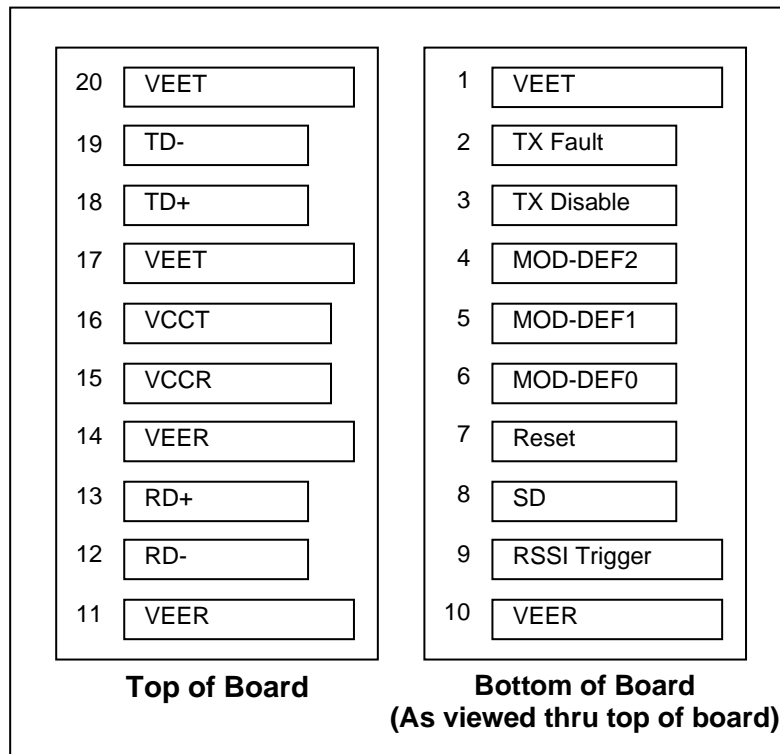 20 VEET
19 TD-
18 TD+
17 VEET
16 VCCT
15 VCCR
14 VEER
13 RD+
12 RD-
11 VEER
Top of Board
1 VEET
2 TX Fault
3 TX Disable
4 MOD-DEF2
5 MOD-DEF1
6 MOD-DEF0
7 Reset
8 SD
9 RSSI Trigger
10 VEER
Bottom of Board
(As viewed thru top of board)